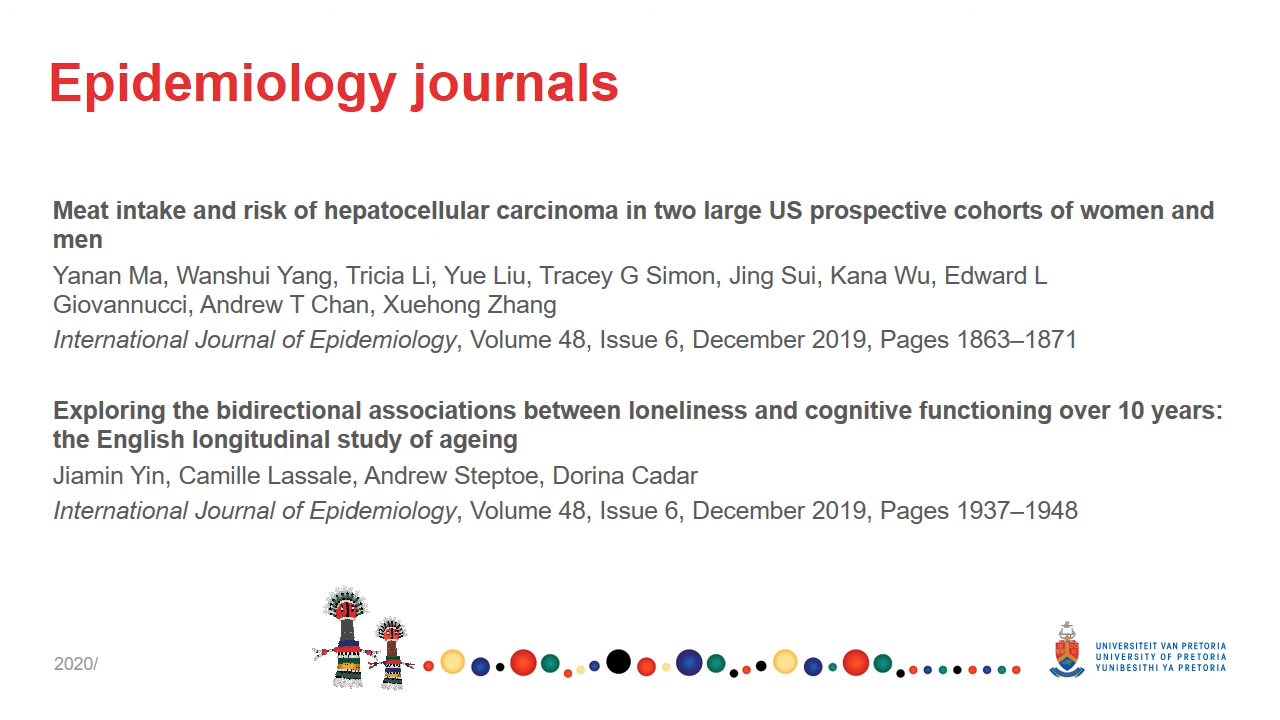 Epidemiology journals
Meat intake and risk of hepatocellular carcinoma in two large US prospective cohorts of women and
men
Yanan Ma, Wanshui Yang, Tricia Li, Yue Liu, Tracey G Simon, Jing Sui, Kana Wu, Edward L
Giovannucci, Andrew T Chan, Xuehong Zhang
International Journal of Epidemiology, Volume 48, Issue 6, December 2019, Pages 1863–1871
Exploring the bidirectional associations between loneliness and cognitive functioning over 10 years:
the English longitudinal study of ageing
Jiamin Yin, Camille Lassale, Andrew Steptoe, Dorina Cadar
International Journal of Epidemiology, Volume 48, Issue 6, December 2019, Pages 1937–1948
2020/
UNIVERSITEIT VAN PRETORIA
UNIVERSITY OF PRETORIA
YUNIBESITHI YA PRETORIA